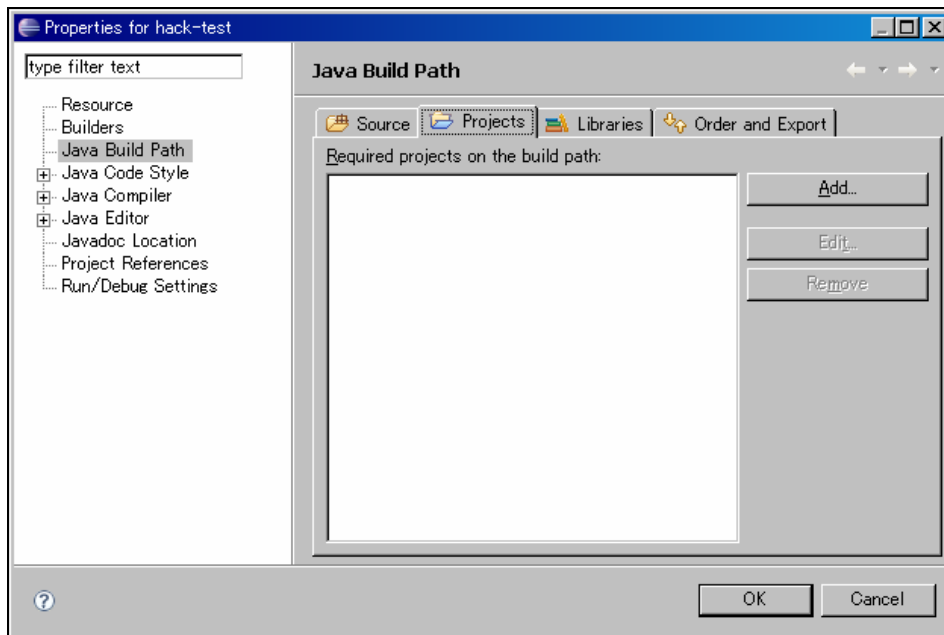 Properties for hack-test
type filter text
Resource
Builders
Java Build Path
Java Code Style
Java Compiler
Java Editor
Javadoc Location
Project References
Run/Debug Settings
Java Build Path
Source Projects Libraries Order and Export
Required projects on the build path:
Add...
Edit...
Remove
OK Cancel